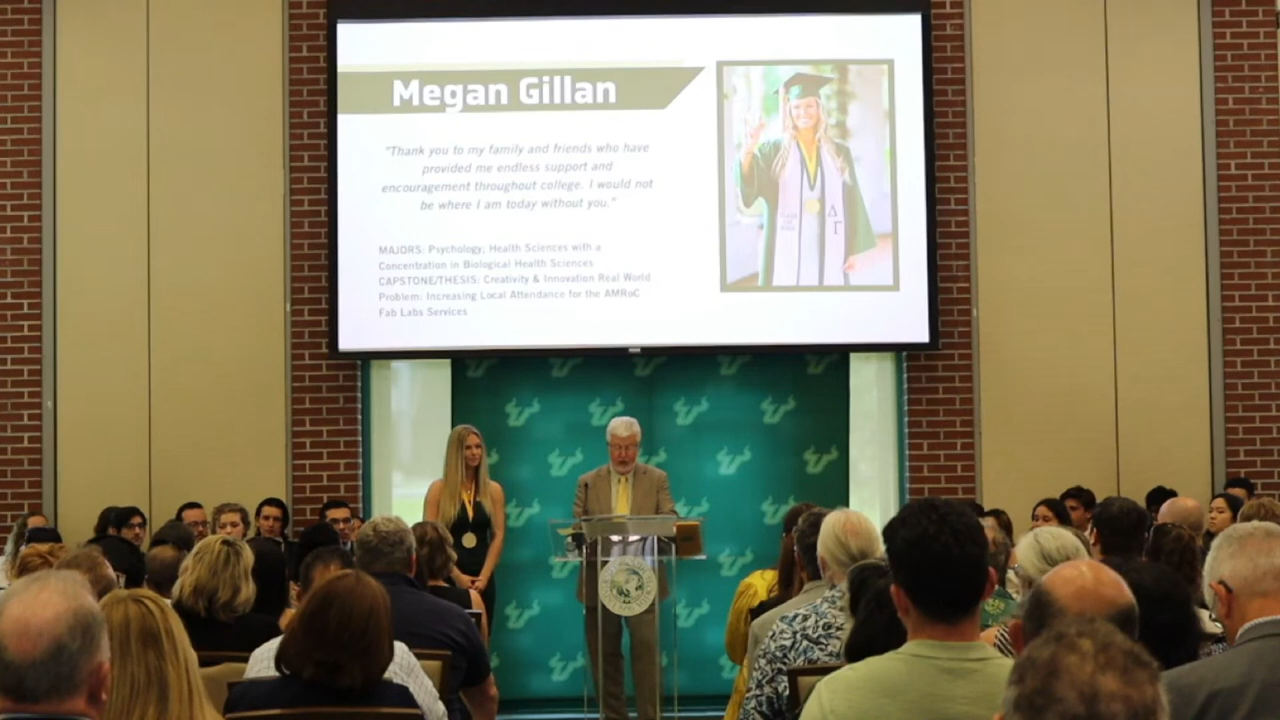 Megan Gillan
"Thank you to my family and friends who have
provided me endless support and
encouragement throughout college. I would not
be where I am today without you."
MAJORS: Psychology; Health Sciences with a
Concentration in Biological Health Sciences
CAPSTONE/THESIS: Creativity & Innovation Real World
Problem: Increasing Local Attendance for the AMRoC
Fab Labs Services
Δ
Γ